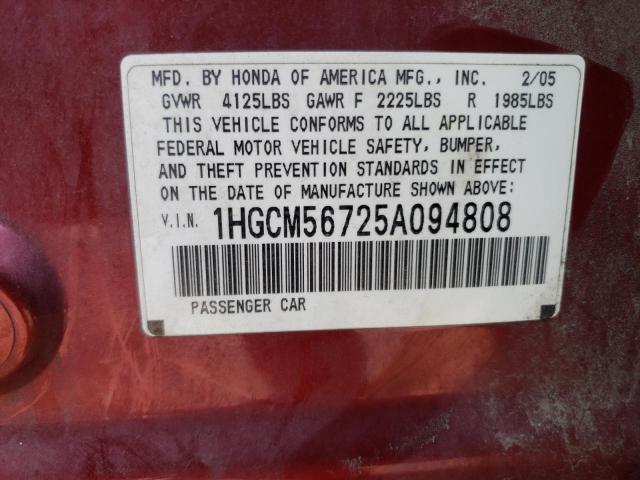 MFD. BY HONDA OF AMERICA MFG., INC. 2/05
GVWR 4125LBS GAWR F 2225LBS R 1985LBS
THIS VEHICLE CONFORMS TO ALL APPLICABLE
FEDERAL MOTOR VEHICLE SAFETY, BUMPER,
AND THEFT PREVENTION STANDARDS IN EFFECT
ON THE DATE OF MANUFACTURE SHOWN ABOVE:
V.I.N. 1HGCM56725A094808
PASSENGER CAR